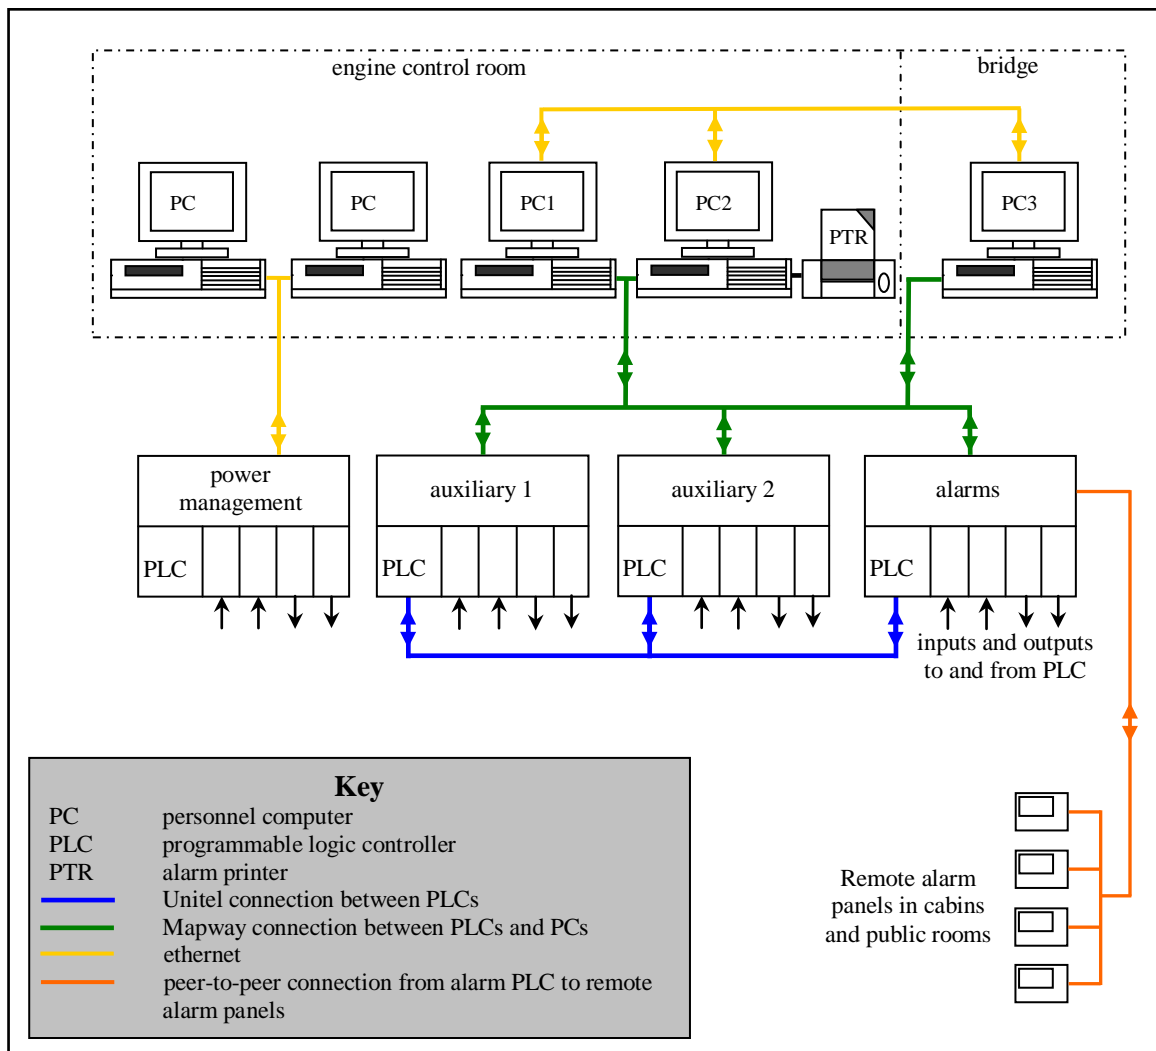 engine control room
bridge
PC
PC
PC1
PC2
PTR
PC3
power
management
auxiliary 1
auxiliary 2
alarms
PLC
PLC
PLC
PLC
inputs and outputs
to and from PLC
Key
PC personnel computer
PLC programmable logic controller
PTR alarm printer
Unitel connection between PLCs
Mapway connection between PLCs and PCs
ethernet
peer-to-peer connection from alarm PLC to remote
alarm panels
Remote alarm
panels in cabins
and public rooms